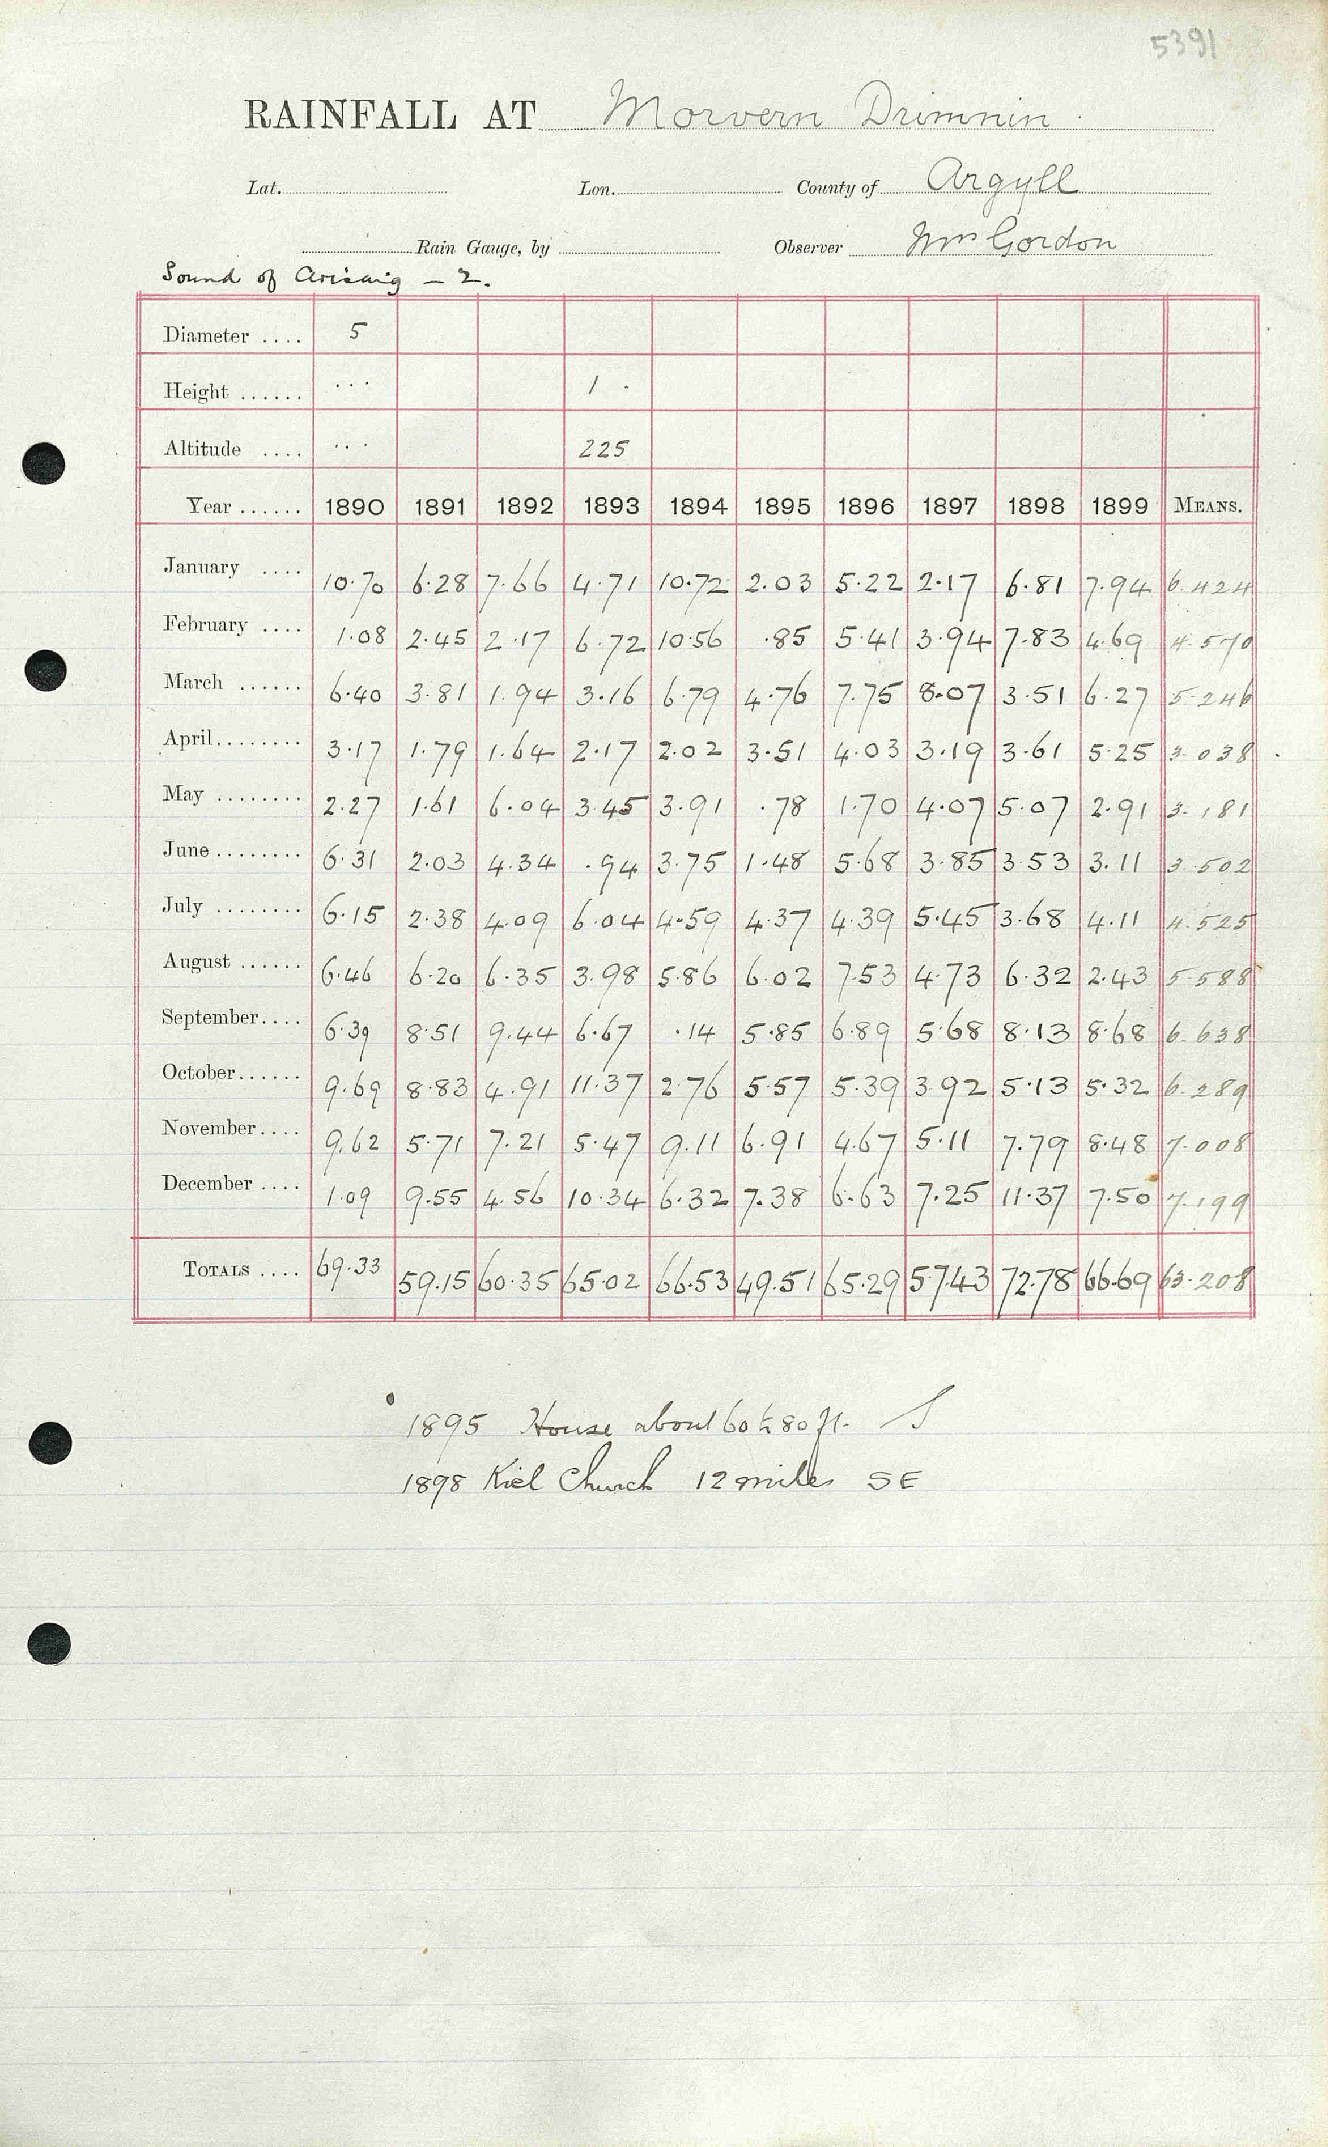 5391
RAINFALL AT Morvern Drimnin
Lat. Lon. County of Argyll
Rain Gauge, by Observer Mrs Gordon
Sound of Arisaig - 2.
Diameter .... 5
Height ...... ... 1
Altitude .... ... 225
Year ...... 1890 1891 1892 1893 1894 1895 1896 1897 1898 1899 MEANS.
January .... 10.70 6.28 7.66 4.71 10.72 2.03 5.22 2.17 6.81 7.94 6.424
February .... 1.08 2.45 2.17 6.72 10.56 .85 5.41 3.94 7.83 4.69 4.570
March ...... 6.40 3.81 1.94 3.16 6.79 4.76 7.75 8.07 3.51 6.27 5.246
April........ 3.17 1.79 1.64 2.17 2.02 3.51 4.03 3.19 3.61 5.25 3.038
May ........ 2.27 1.61 6.04 3.45 3.91 .78 1.70 4.07 5.07 2.91 3.181
June ........ 6.31 2.03 4.34 .94 3.75 1.48 5.68 3.85 3.53 3.11 3.502
July ........ 6.15 2.38 4.09 6.04 4.59 4.37 4.39 5.45 3.68 4.11 4.525
August ...... 6.46 6.20 6.35 3.98 5.86 6.02 7.53 4.73 6.32 2.43 5.588
September.... 6.39 8.51 9.44 6.67 .14 5.85 6.89 5.68 8.13 8.68 6.638
October...... 9.69 8.83 4.91 11.37 2.76 5.57 5.39 3.92 5.13 5.32 6.289
November.... 9.62 5.71 7.21 5.47 9.11 6.91 4.67 5.11 7.79 8.48 7.008
December .... 1.09 9.55 4.56 10.34 6.32 7.38 6.63 7.25 11.37 7.50 7.199
TOTALS .... 69.33 59.15 60.35 65.02 66.53 49.51 65.29 57.43 72.78 66.69 63.208
1895 House about 60 to 80 ft. S
1898 Kiel Church 12 miles SE